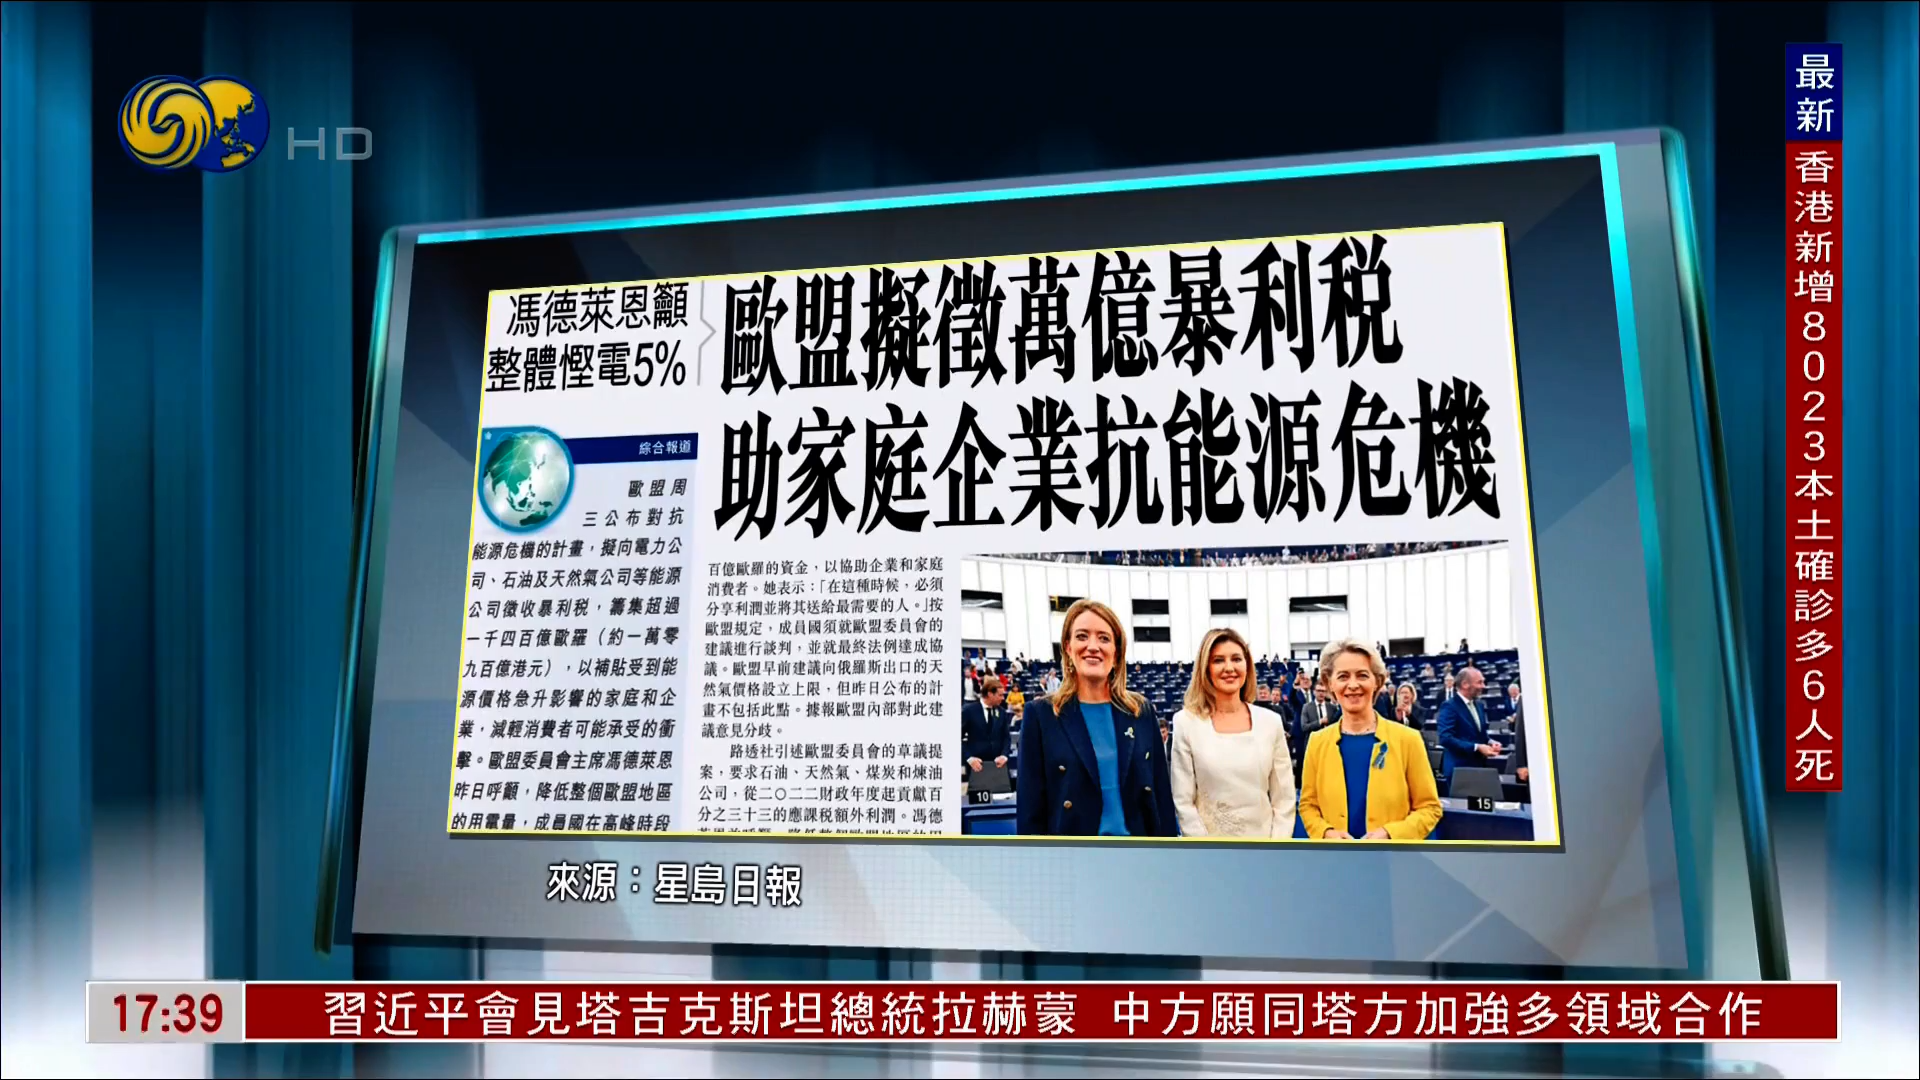 HD
最新
香港新增8023本土確診多6人死
馮德萊恩籲
整體慳電5%
歐盟擬徵萬億暴利税
助家庭企業抗能源危機
綜合報道
歐盟周
三公布對抗
能源危機的計畫，擬向電力公
司、石油及天然氣公司等能源
公司徵收暴利税，籌集超過
一千四百億歐羅（約一萬零
九百億港元），以補貼受到能
源價格急升影響的家庭和企
業，減輕消費者可能承受的衝
擊。歐盟委員會主席馮德萊恩
昨日呼籲，降低整個歐盟地區
的用電量，成員國在高峰時段
百億歐羅的資金，以協助企業和家庭
消費者。她表示：「在這種時候，必須
分享利潤並將其送給最需要的人。」按
歐盟規定，成員國須就歐盟委員會的
建議進行談判，並就最終法例達成協
議。歐盟早前建議向俄羅斯出口的天
然氣價格設立上限，但昨日公布的計
畫不包括此點。據報歐盟內部對此建
議意見分歧。
路透社引述歐盟委員會的草議提
案，要求石油、天然氣、煤炭和煉油
公司，從二〇二二財政年度起貢獻百
分之三十三的應課税額外利潤。馮德
10
15
來源：星島日報
17:39
習近平會見塔吉克斯坦總統拉赫蒙 中方願同塔方加強多領域合作